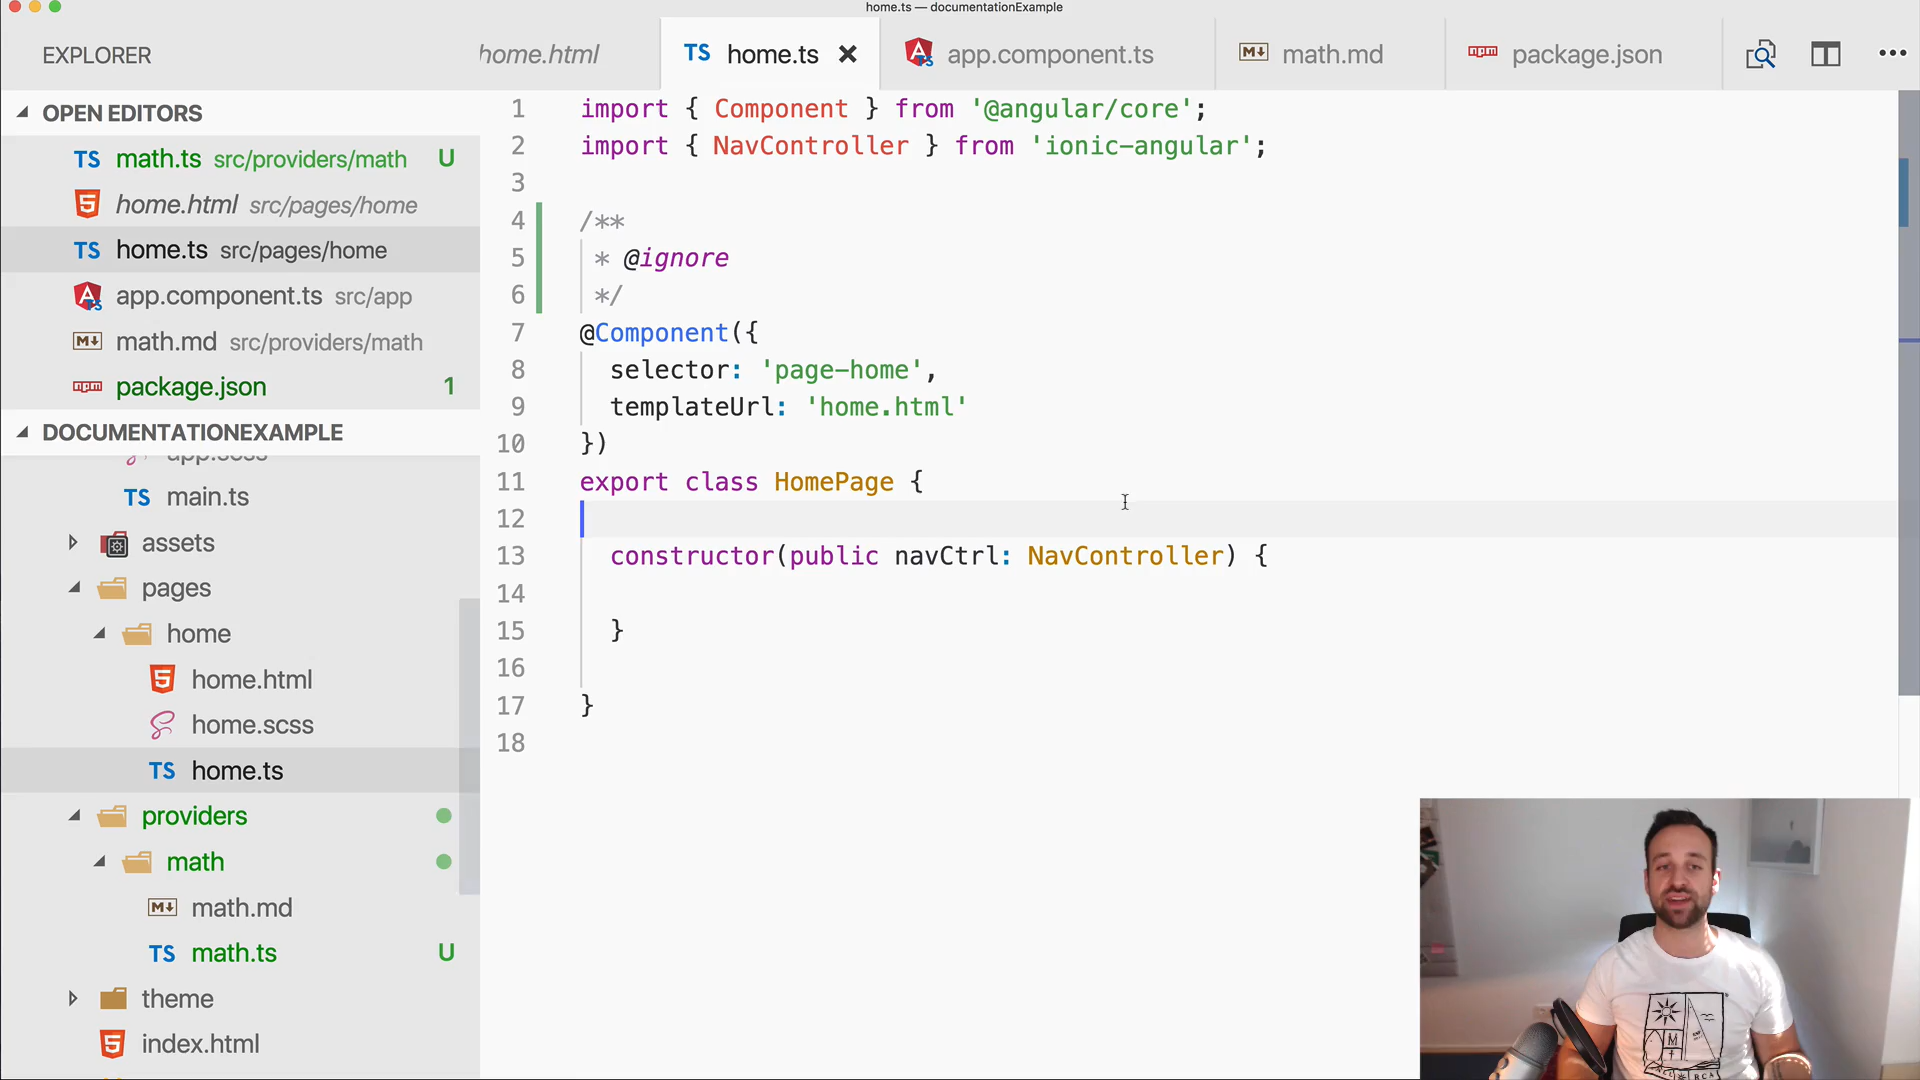 home.ts — documentationExample
EXPLORER
home.html
TS home.ts
app.component.ts
math.md
package.json
OPEN EDITORS
TS math.ts src/providers/math U
home.html src/pages/home
TS home.ts src/pages/home
app.component.ts src/app
M math.md src/providers/math
npm package.json 1
DOCUMENTATIONEXAMPLE
app.scss
TS main.ts
assets
pages
home
5 home.html
home.scss
TS home.ts
providers
math
M math.md
TS math.ts U
theme
5 index.html
1 import { Component } from '@angular/core';
2 import { NavController } from 'ionic-angular';
3
4 /**
5 * @ignore
6 */
7 @Component({
8 selector: 'page-home',
9 templateUrl: 'home.html'
10 })
11 export class HomePage {
12
13 constructor(public navCtrl: NavController) {
14
15 }
16
17 }
18